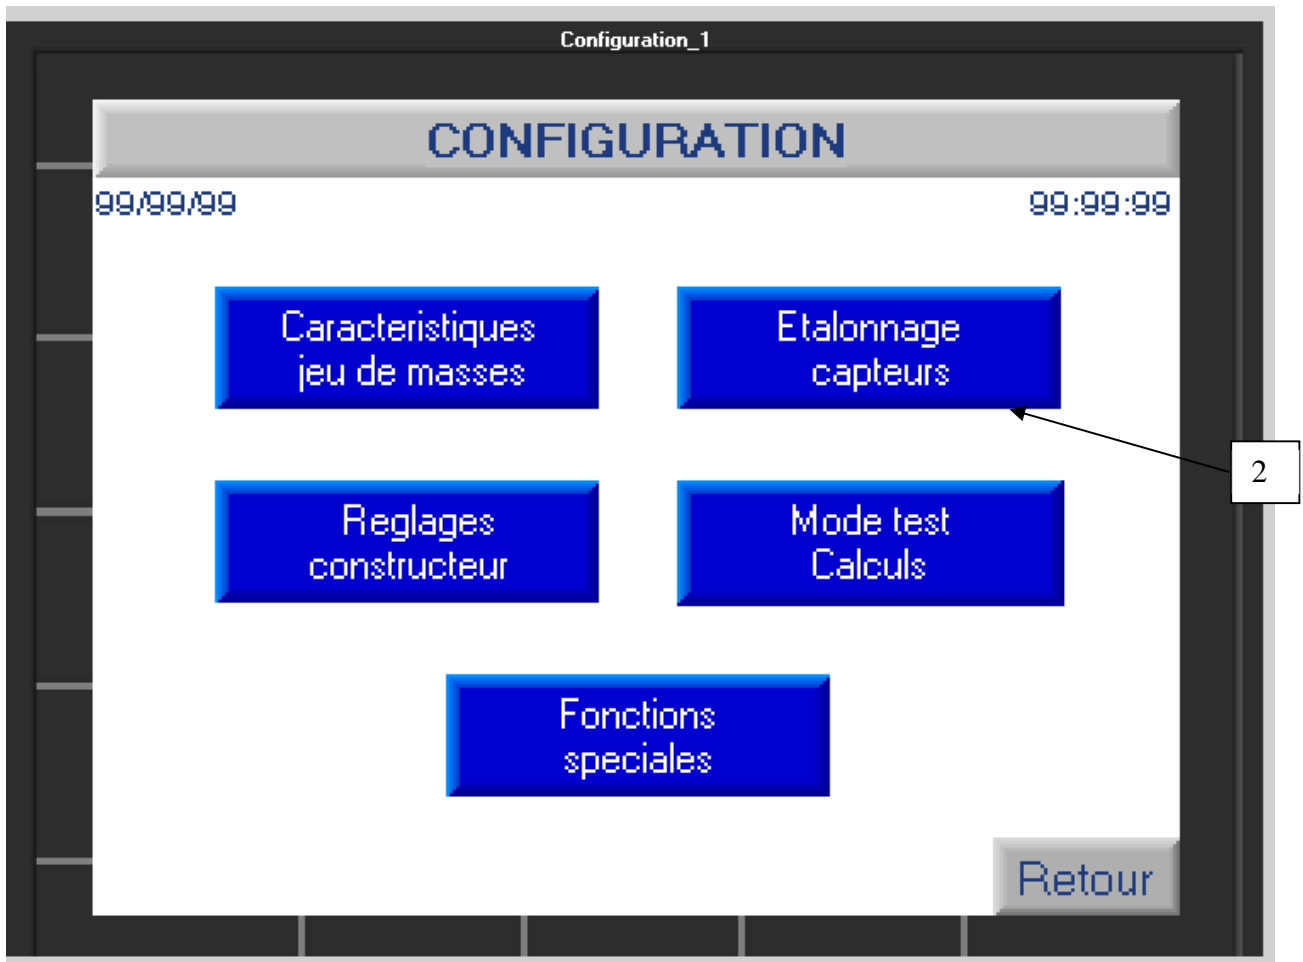 Configuration_1
CONFIGURATION
99/99/99
99:99:99
Caracteristiques
jeu de masses
Etalonnage
capteurs
2
Reglages
constructeur
Mode test
Calculs
Fonctions
speciales
Retour